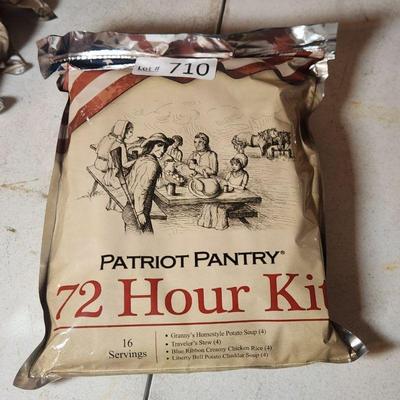 Lot # 710
PATRIOT PANTRY®
72 Hour Kit
16
Servings
• Granny's Homestyle Potato Soup (4)
• Traveler's Stew (4)
• Blue Ribbon Creamy Chicken Rice (4)
• Liberty Bell Potato Cheddar Soup (4)